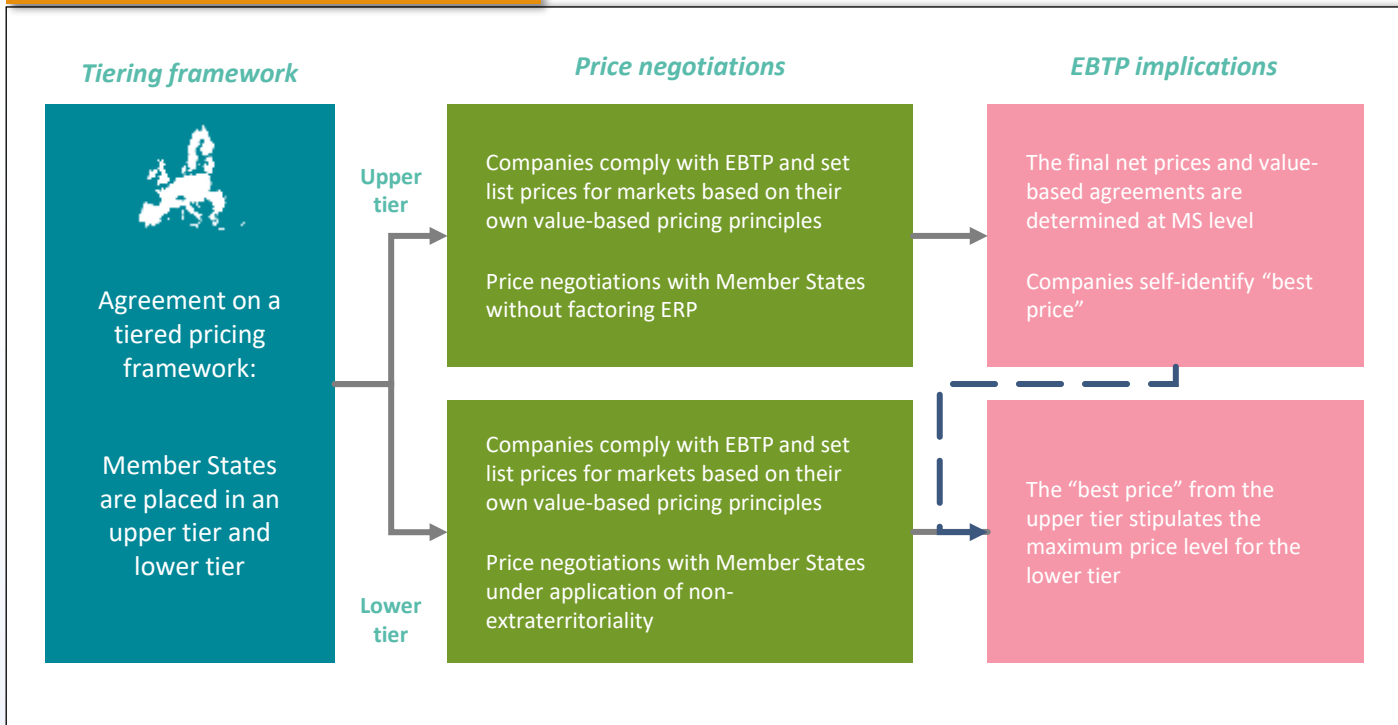 Tiering framework
Price negotiations
EBTP implications
Agreement on a
tiered pricing
framework:
Member States
are placed in an
upper tier and
lower tier
Upper
tier
Companies comply with EBTP and set
list prices for markets based on their
own value-based pricing principles
Price negotiations with Member States
without factoring ERP
The final net prices and value-
based agreements are
determined at MS level
Companies self-identify “best
price”
Lower
tier
Companies comply with EBTP and set
list prices for markets based on their
own value-based pricing principles
Price negotiations with Member States
under application of non-
extraterritoriality
The “best price” from the
upper tier stipulates the
maximum price level for the
lower tier